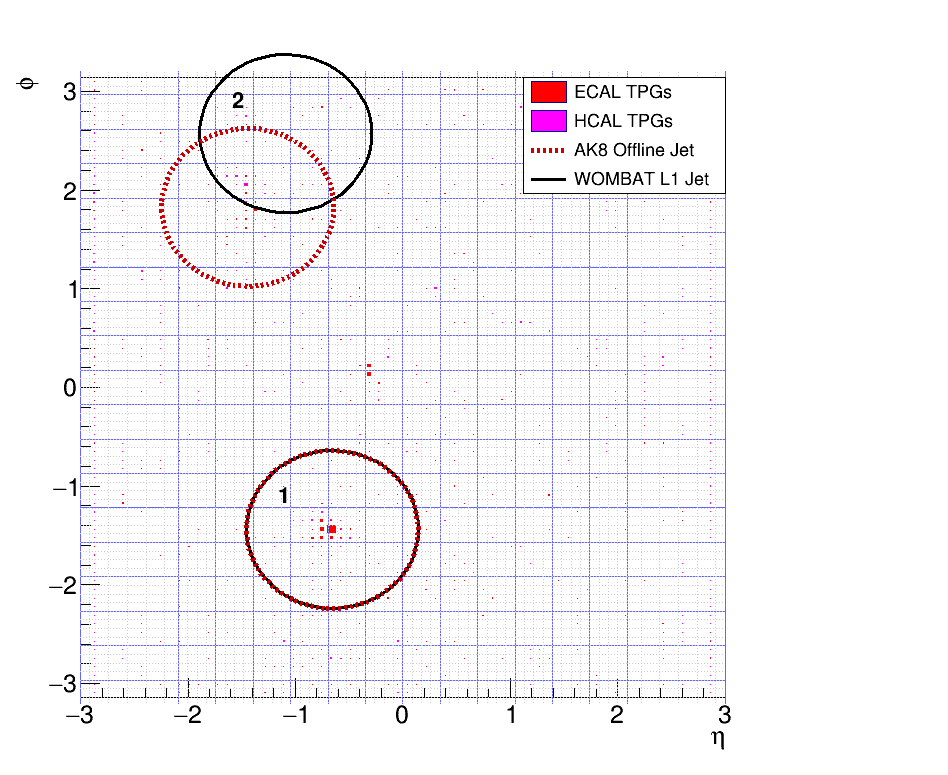 ϕ
3
2
1
0
−1
−2
−3
2
1
ECAL TPGs
HCAL TPGs
AK8 Offline Jet
WOMBAT L1 Jet
−3 −2 −1 0 1 2 3
η